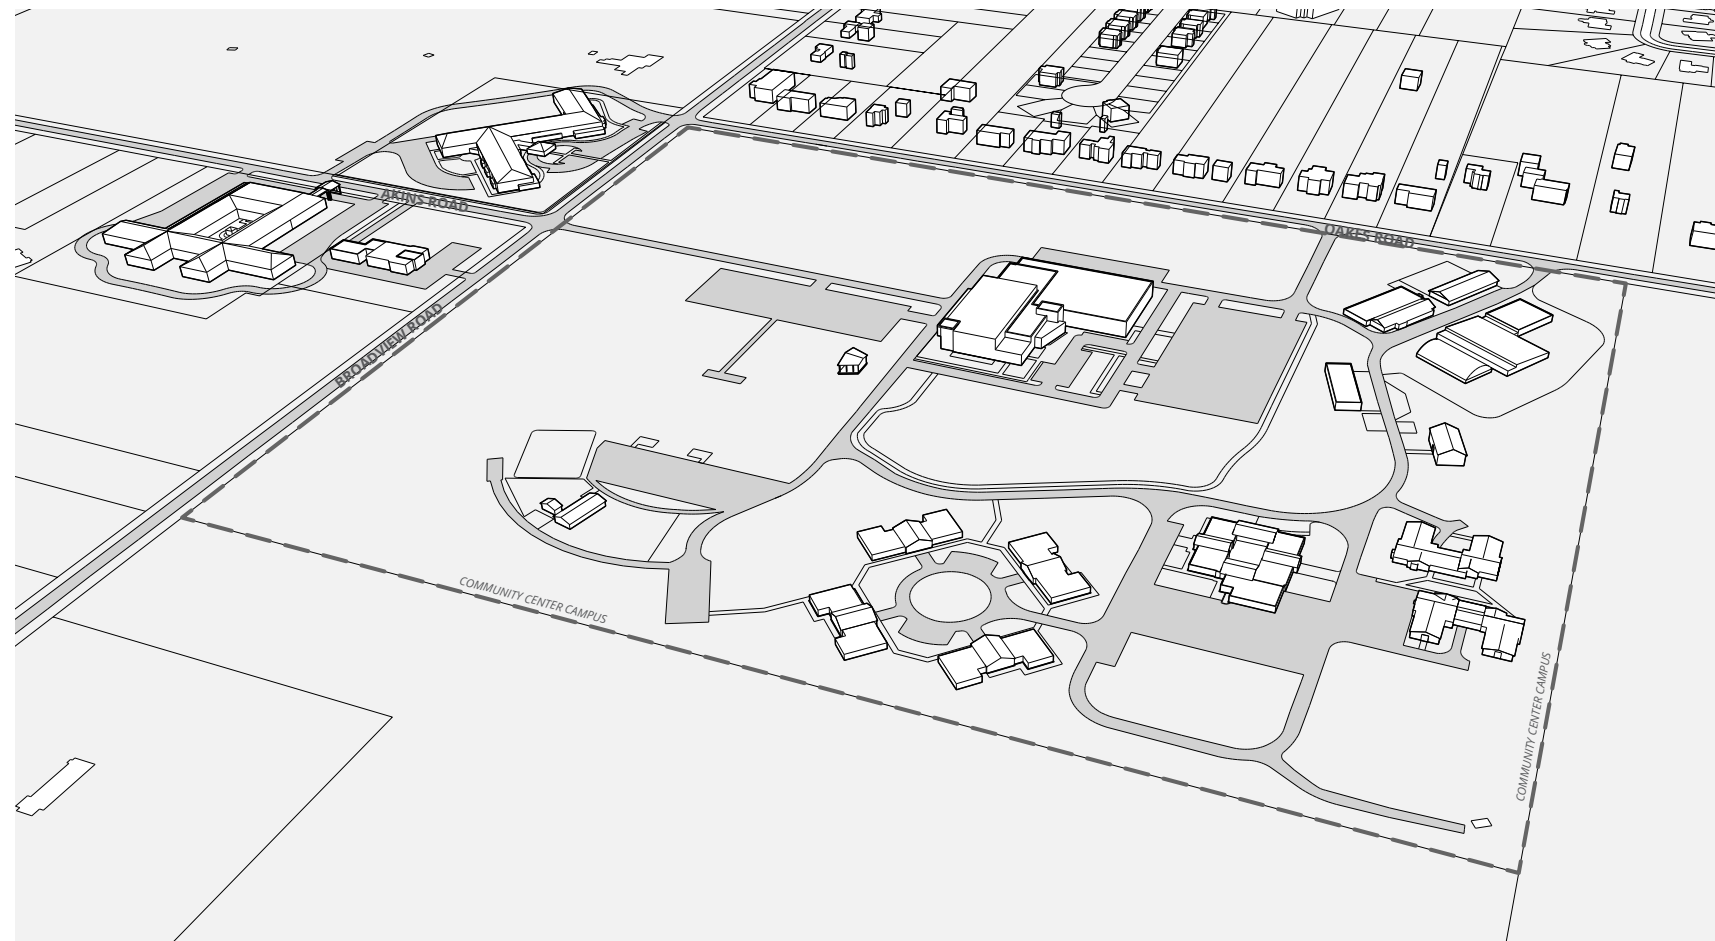 AKINS ROAD
OAKES ROAD
BROADVIEW ROAD
COMMUNITY CENTER CAMPUS
COMMUNITY CENTER CAMPUS